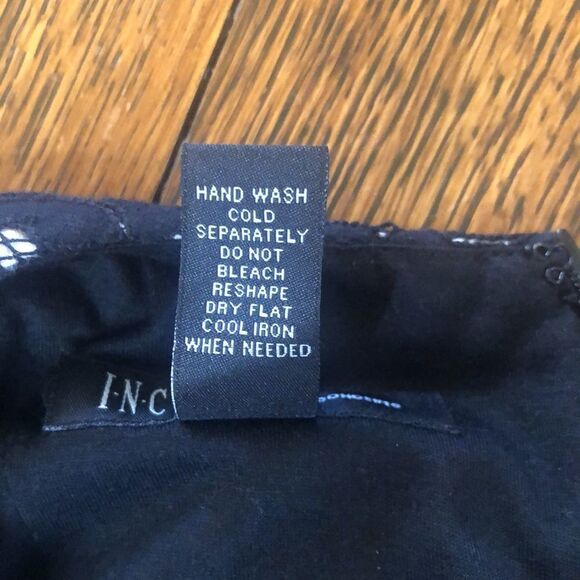 HAND WASH
COLD
SEPARATELY
DO NOT
BLEACH
RESHAPE
DRY FLAT
COOL IRON
WHEN NEEDED
I·N·C